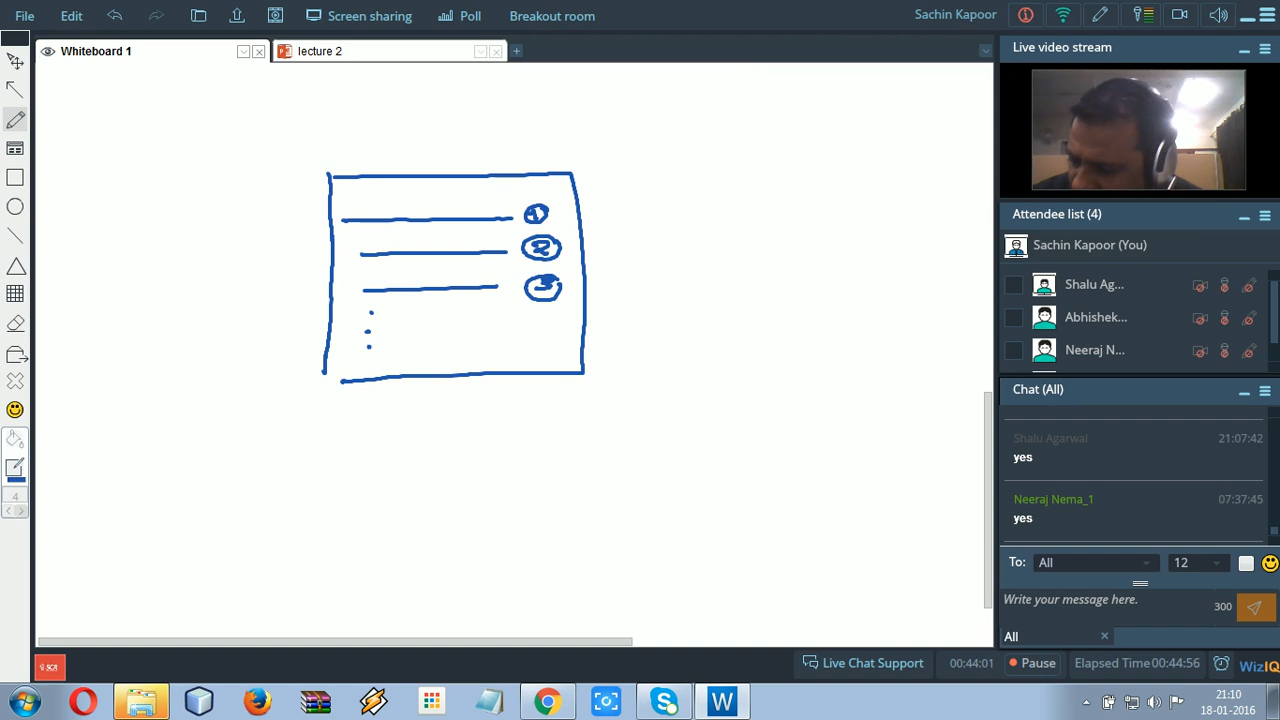 File Edit Screen sharing Poll Breakout room Sachin Kapoor
Whiteboard 1 lecture 2
Live video stream
1
2
3
Attendee list (4)
Sachin Kapoor (You)
Shalu Ag...
Abhishek...
Neeraj N...
Chat (All)
Shalu Agarwal 21:07:42
yes
Neeraj Nema_1 07:37:45
yes
4
To: All 12
Write your message here. 300
All
Live Chat Support 00:44:01 Pause Elapsed Time 00:44:56 WizIQ
21:10
18-01-2016